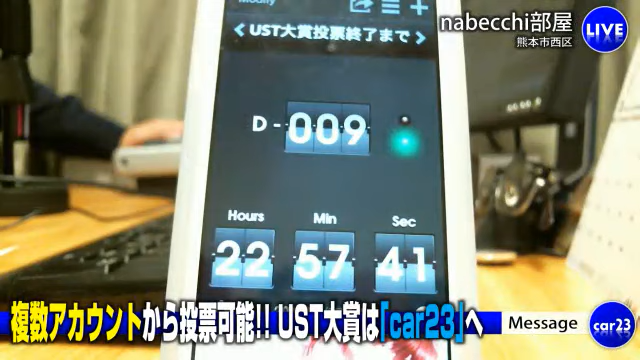 Modify
nabecchi部屋
熊本市西区
LIVE
UST大賞投票終了まで
D - 009
Hours Min Sec
22 57 41
複数アカウントから投票可能!! UST大賞は「car23」へ
Message
car23